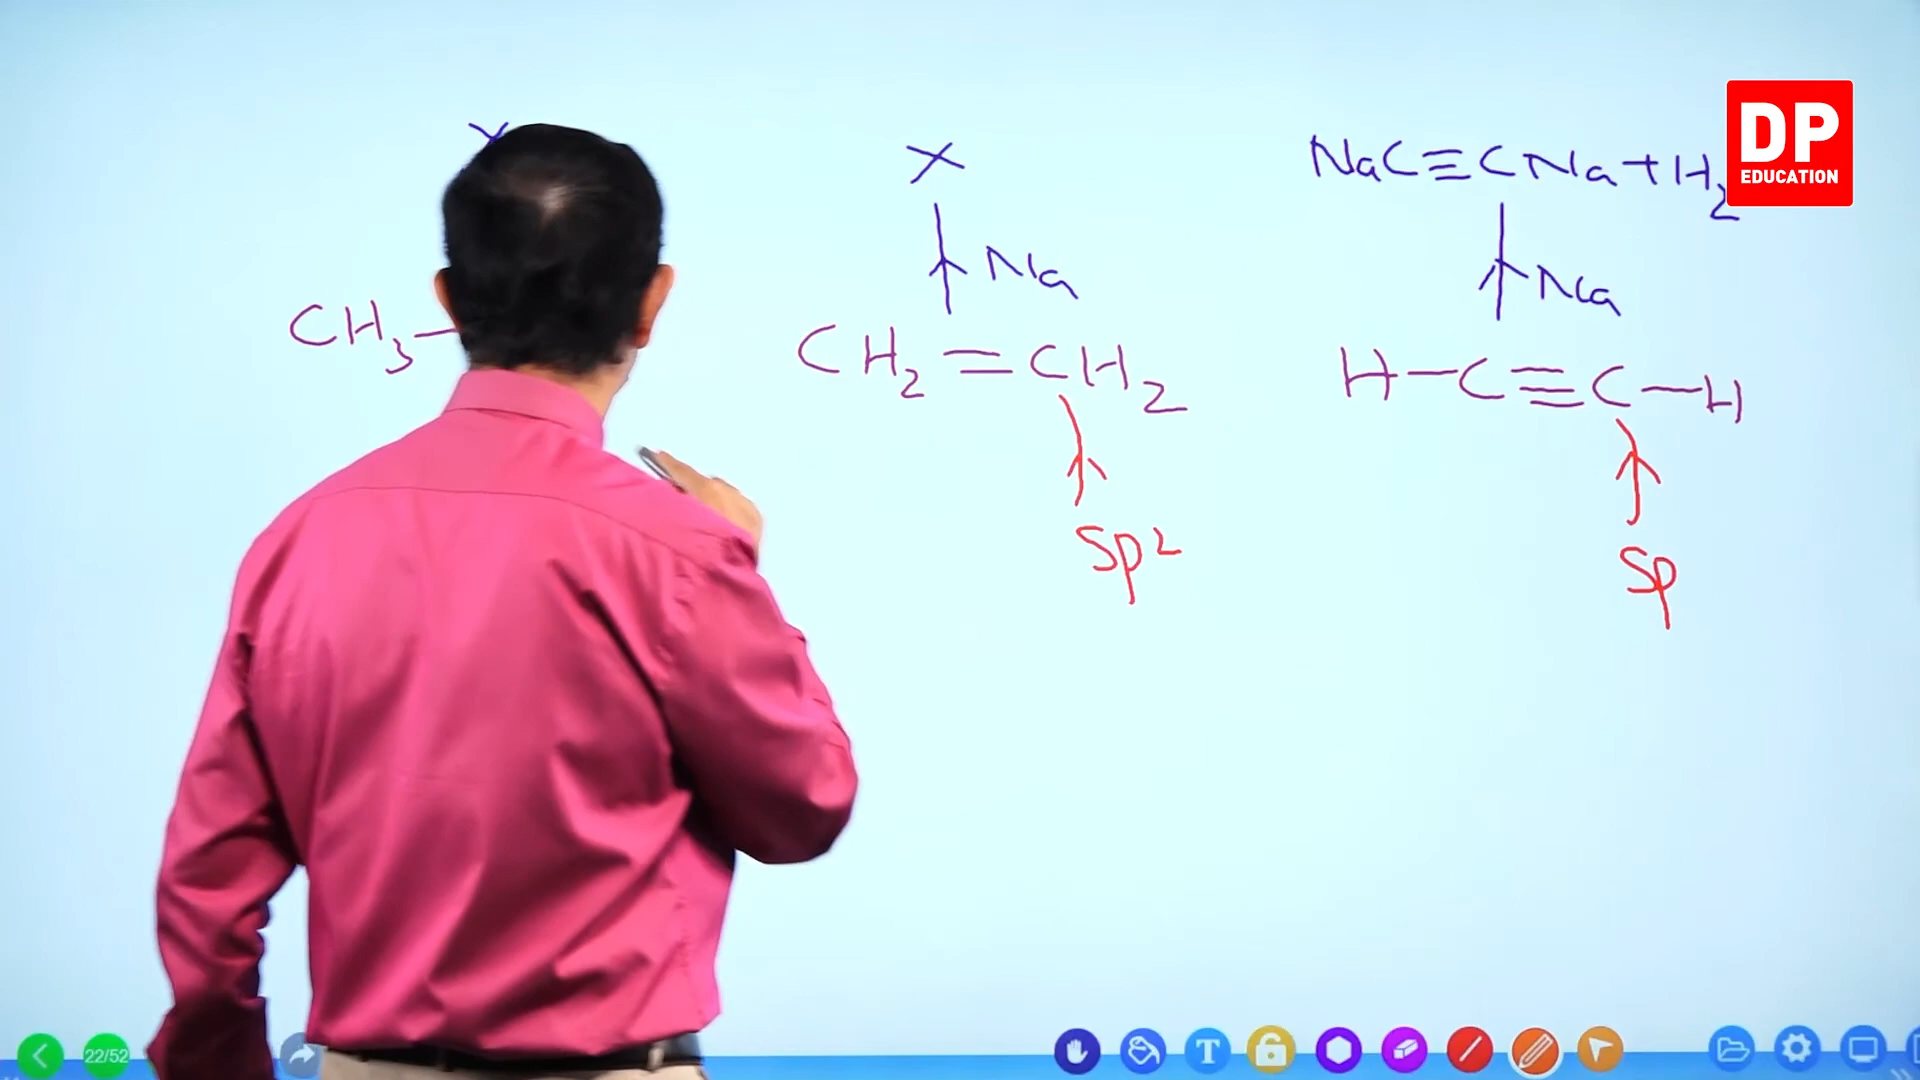 X
NaC≡CNa+H2
DP
EDUCATION
Na
Na
CH3-
CH2=CH2
H-C≡C-H
Sp2
Sp
22/52
T